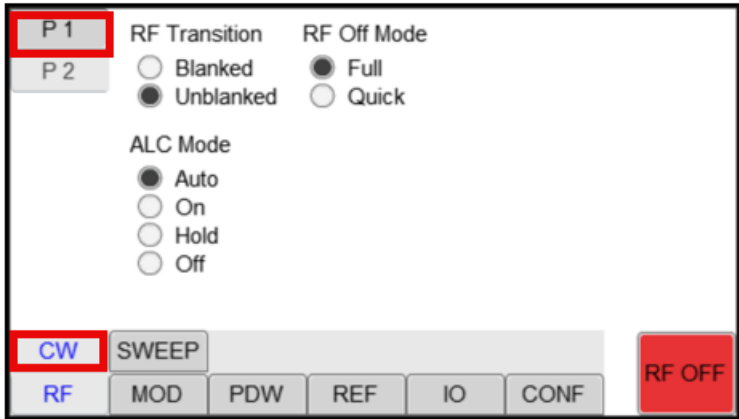 P 1
P 2
RF Transition
Blanked
Unblanked
RF Off Mode
Full
Quick
ALC Mode
Auto
On
Hold
Off
CW
SWEEP
RF
MOD
PDW
REF
IO
CONF
RF OFF